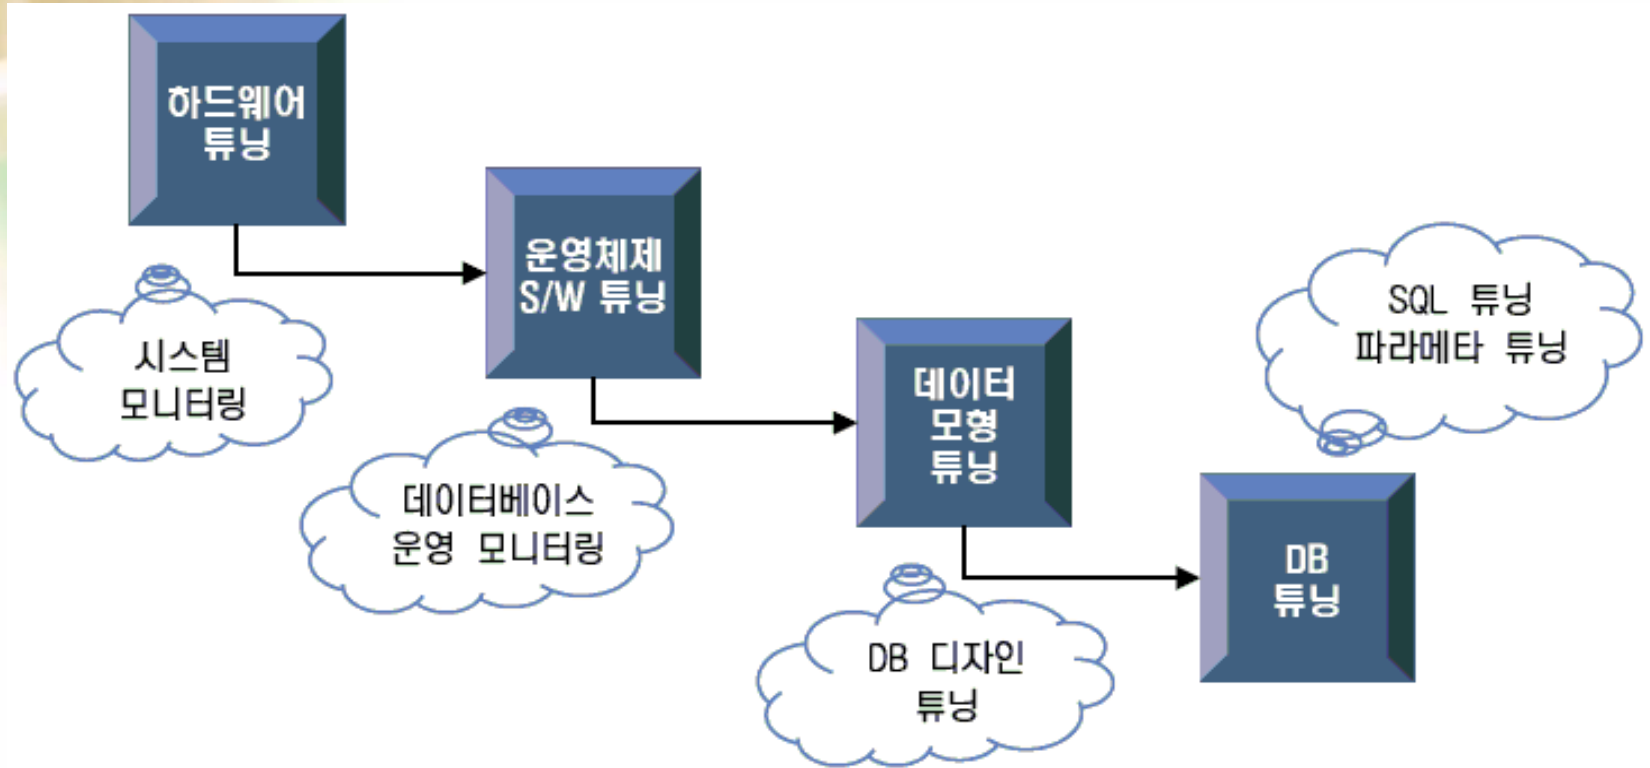 하드웨어
튜닝
운영체제
S/W 튜닝
시스템
모니터링
데이터
모형
튜닝
데이터베이스
운영 모니터링
SQL 튜닝
파라메타 튜닝
DB
튜닝
DB 디자인
튜닝